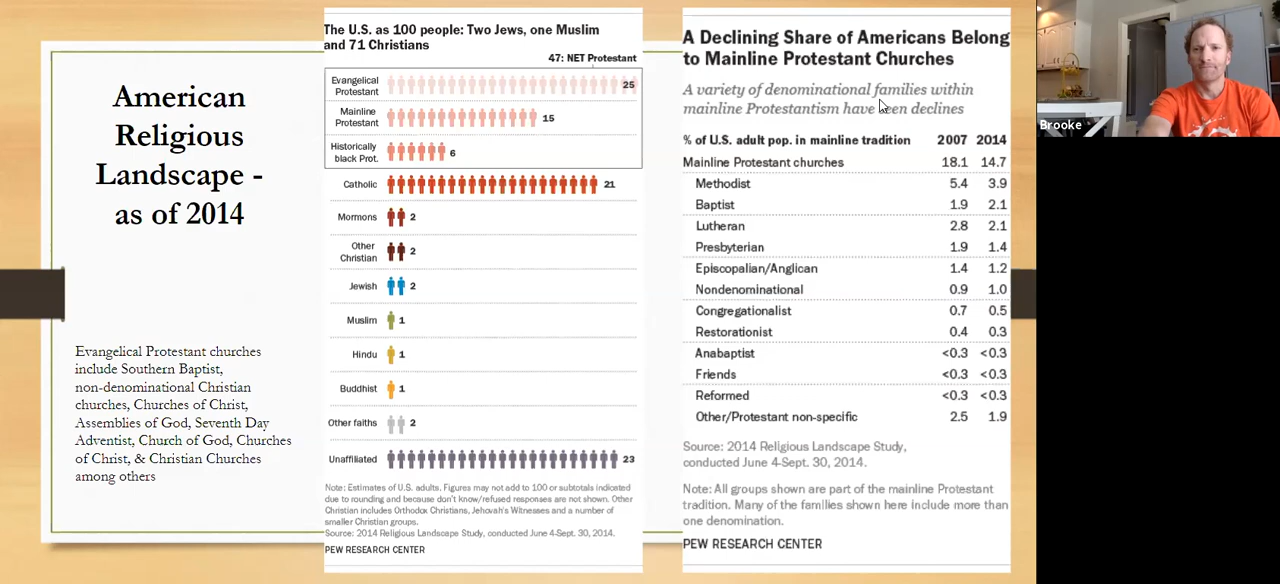 American
Religious
Landscape -
as of 2014
Evangelical Protestant churches
include Southern Baptist,
non-denominational Christian
churches, Churches of Christ,
Assemblies of God, Seventh Day
Adventist, Church of God, Churches
of Christ, & Christian Churches
among others
The U.S. as 100 people: Two Jews, one Muslim
and 71 Christians
47: NET Protestant
Evangelical
Protestant
25
Mainline
Protestant
15
Historically
black Prot.
6
Catholic 21
Mormons 2
Other
Christian
2
Jewish 2
Muslim 1
Hindu 1
Buddhist 1
Other faiths 2
Unaffiliated 23
Note: Estimates of U.S. adults. Figures may not add to 100 or subtotals indicated
due to rounding and because don't know/refused responses are not shown. Other
Christian includes Orthodox Christians, Jehovah's Witnesses and a number of
smaller Christian groups.
Source: 2014 Religious Landscape Study, conducted June 4-Sept. 30, 2014.
PEW RESEARCH CENTER
A Declining Share of Americans Belong
to Mainline Protestant Churches
A variety of denominational families within
mainline Protestantism have been declines
% of U.S. adult pop. in mainline tradition 2007 2014
Mainline Protestant churches 18.1 14.7
Methodist 5.4 3.9
Baptist 1.9 2.1
Lutheran 2.8 2.1
Presbyterian 1.9 1.4
Episcopalian/Anglican 1.4 1.2
Nondenominational 0.9 1.0
Congregationalist 0.7 0.5
Restorationist 0.4 0.3
Anabaptist <0.3 <0.3
Friends <0.3 <0.3
Reformed <0.3 <0.3
Other/Protestant non-specific 2.5 1.9
Source: 2014 Religious Landscape Study,
conducted June 4-Sept. 30, 2014.
Note: All groups shown are part of the mainline Protestant
tradition. Many of the families shown here include more than
one denomination.
PEW RESEARCH CENTER
Brooke